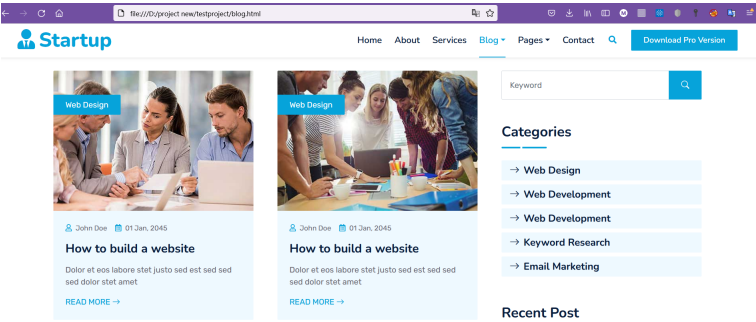 file:///D:/project new/testproject/blog.html
Startup
Home About Services Blog Pages Contact Download Pro Version
Web Design
John Doe 01 Jan, 2045
How to build a website
Dolor et eos labore stet justo sed est sed sed
sed dolor stet amet
READ MORE →
Web Design
John Doe 01 Jan, 2045
How to build a website
Dolor et eos labore stet justo sed est sed sed
sed dolor stet amet
READ MORE →
Keyword
Categories
→ Web Design
→ Web Development
→ Web Development
→ Keyword Research
→ Email Marketing
Recent Post